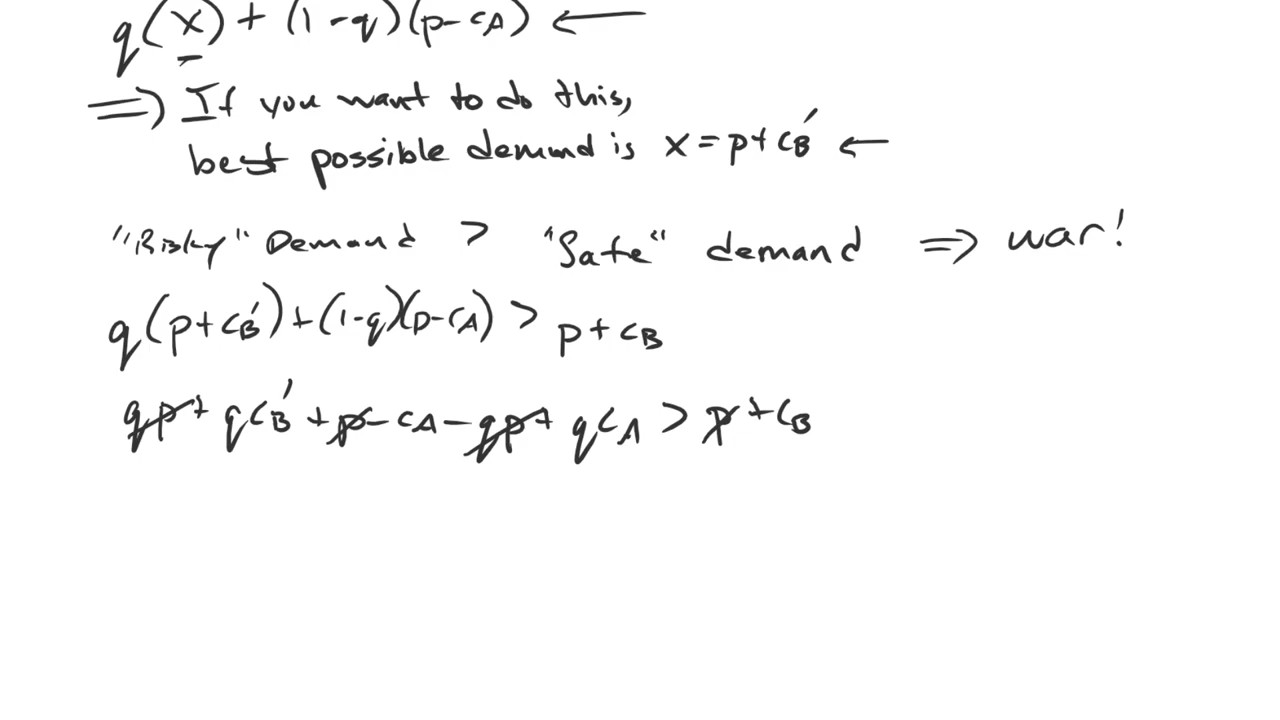 q(x) + (1-q)(p-cA) ←
=> If you want to do this,
best possible demand is x = p+cB' ←
"Risky" Demand > "Safe" demand => war!
q(p+cB')+(1-q)(p-cA) > p+cB
qp+qcB'+p-cA-qp+qcA > p+cB